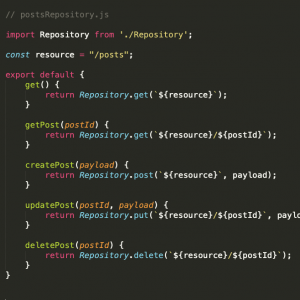 // postsRepository.js
import Repository from './Repository';
const resource = "/posts";
export default {
get() {
return Repository.get(`${resource}`);
}
getPost(postId) {
return Repository.get(`${resource}/${postId}`);
}
createPost(payload) {
return Repository.post(`${resource}`, payload);
}
updatePost(postId, payload) {
return Repository.put(`${resource}/${postId}`, paylo
}
deletePost(postId) {
return Repository.delete(`${resource}/${postId}`);
}
}